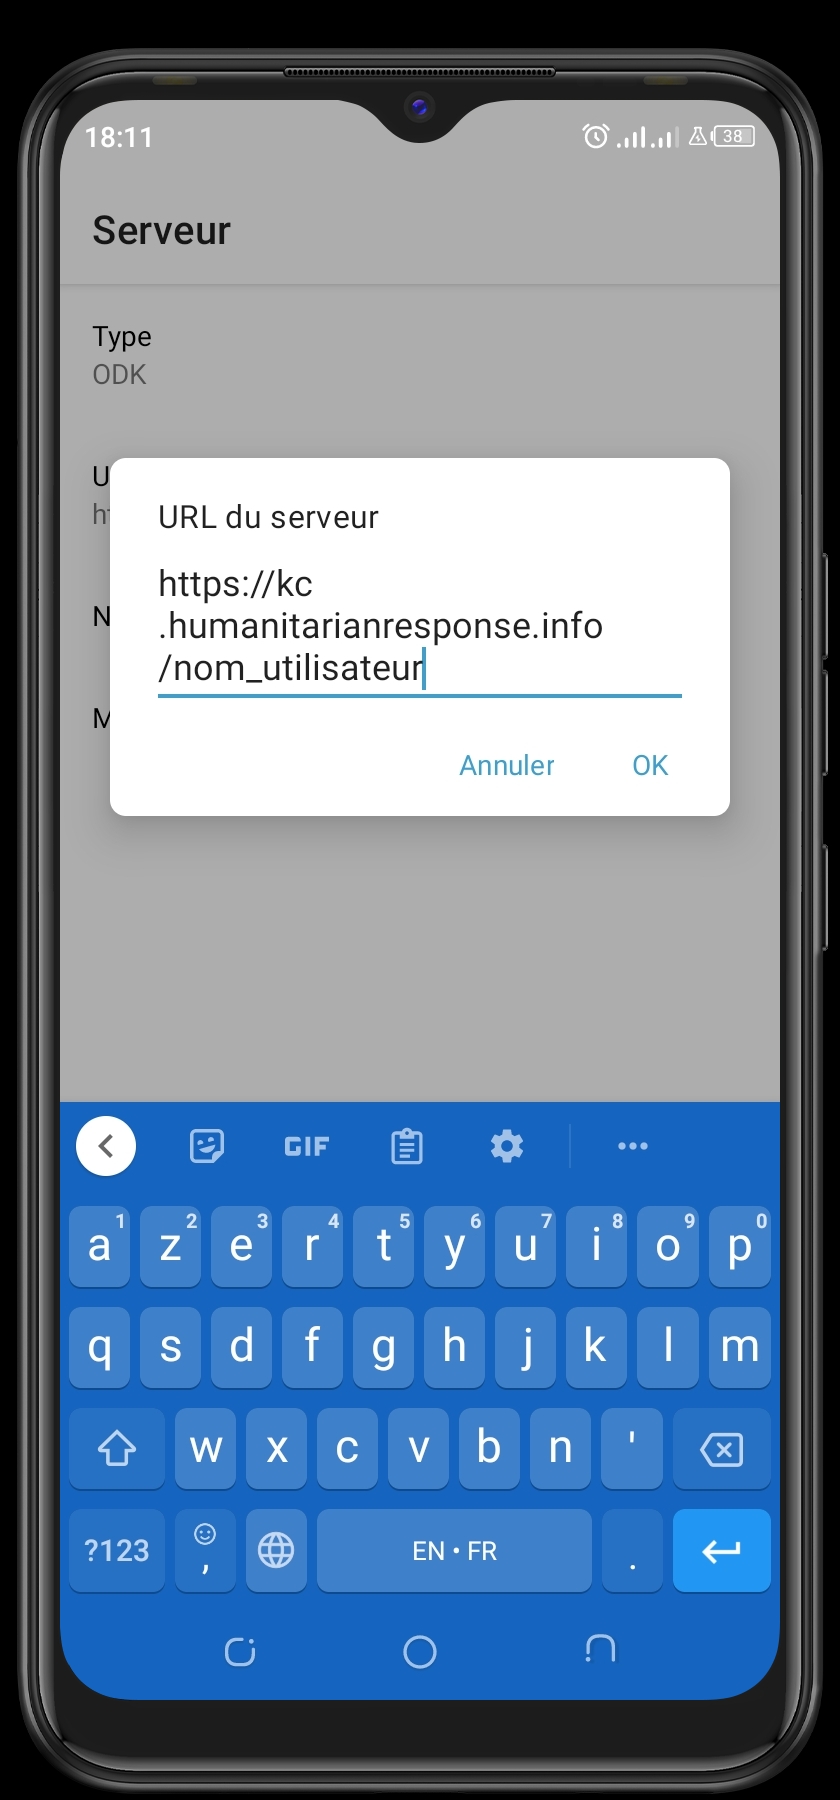 18:11
38
Serveur
Type
ODK
URL du serveur
https://kc
.humanitarianresponse.info
/nom_utilisateur
Annuler OK
GIF
a 1 z 2 e 3 r 4 t 5 y 6 u 7 i 8 o 9 p 0
q s d f g h j k l m
w x c v b n '
?123 , EN • FR .